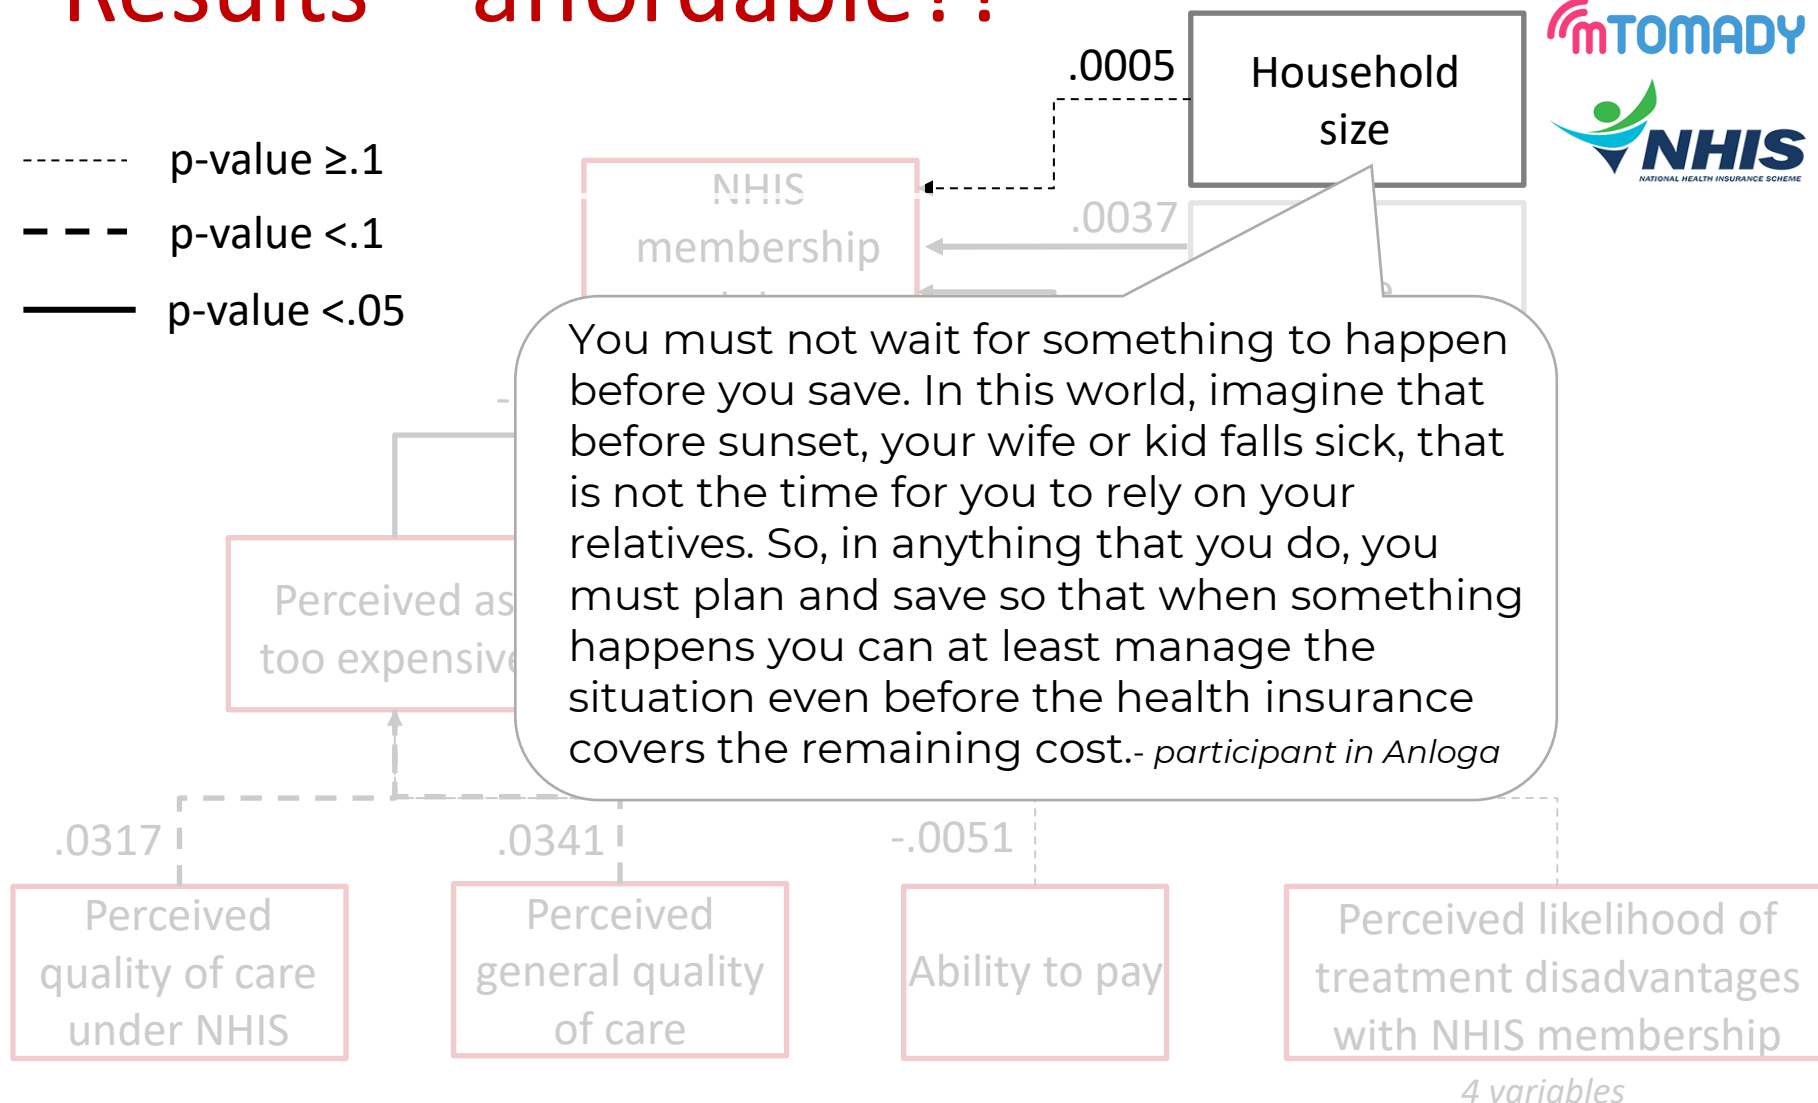 Results affordable??
mTOMADY
NHIS
NATIONAL HEALTH INSURANCE SCHEME
.0005
Household
size
p-value ≥.1
p-value <.1
p-value <.05
NHIS
membership
.0037
You must not wait for something to happen
before you save. In this world, imagine that
before sunset, your wife or kid falls sick, that
is not the time for you to rely on your
relatives. So, in anything that you do, you
must plan and save so that when something
happens you can at least manage the
situation even before the health insurance
covers the remaining cost.- participant in Anloga
Perceived as
too expensive
.0317
.0341
-.0051
Perceived
quality of care
under NHIS
Perceived
general quality
of care
Ability to pay
Perceived likelihood of
treatment disadvantages
with NHIS membership
4 variables